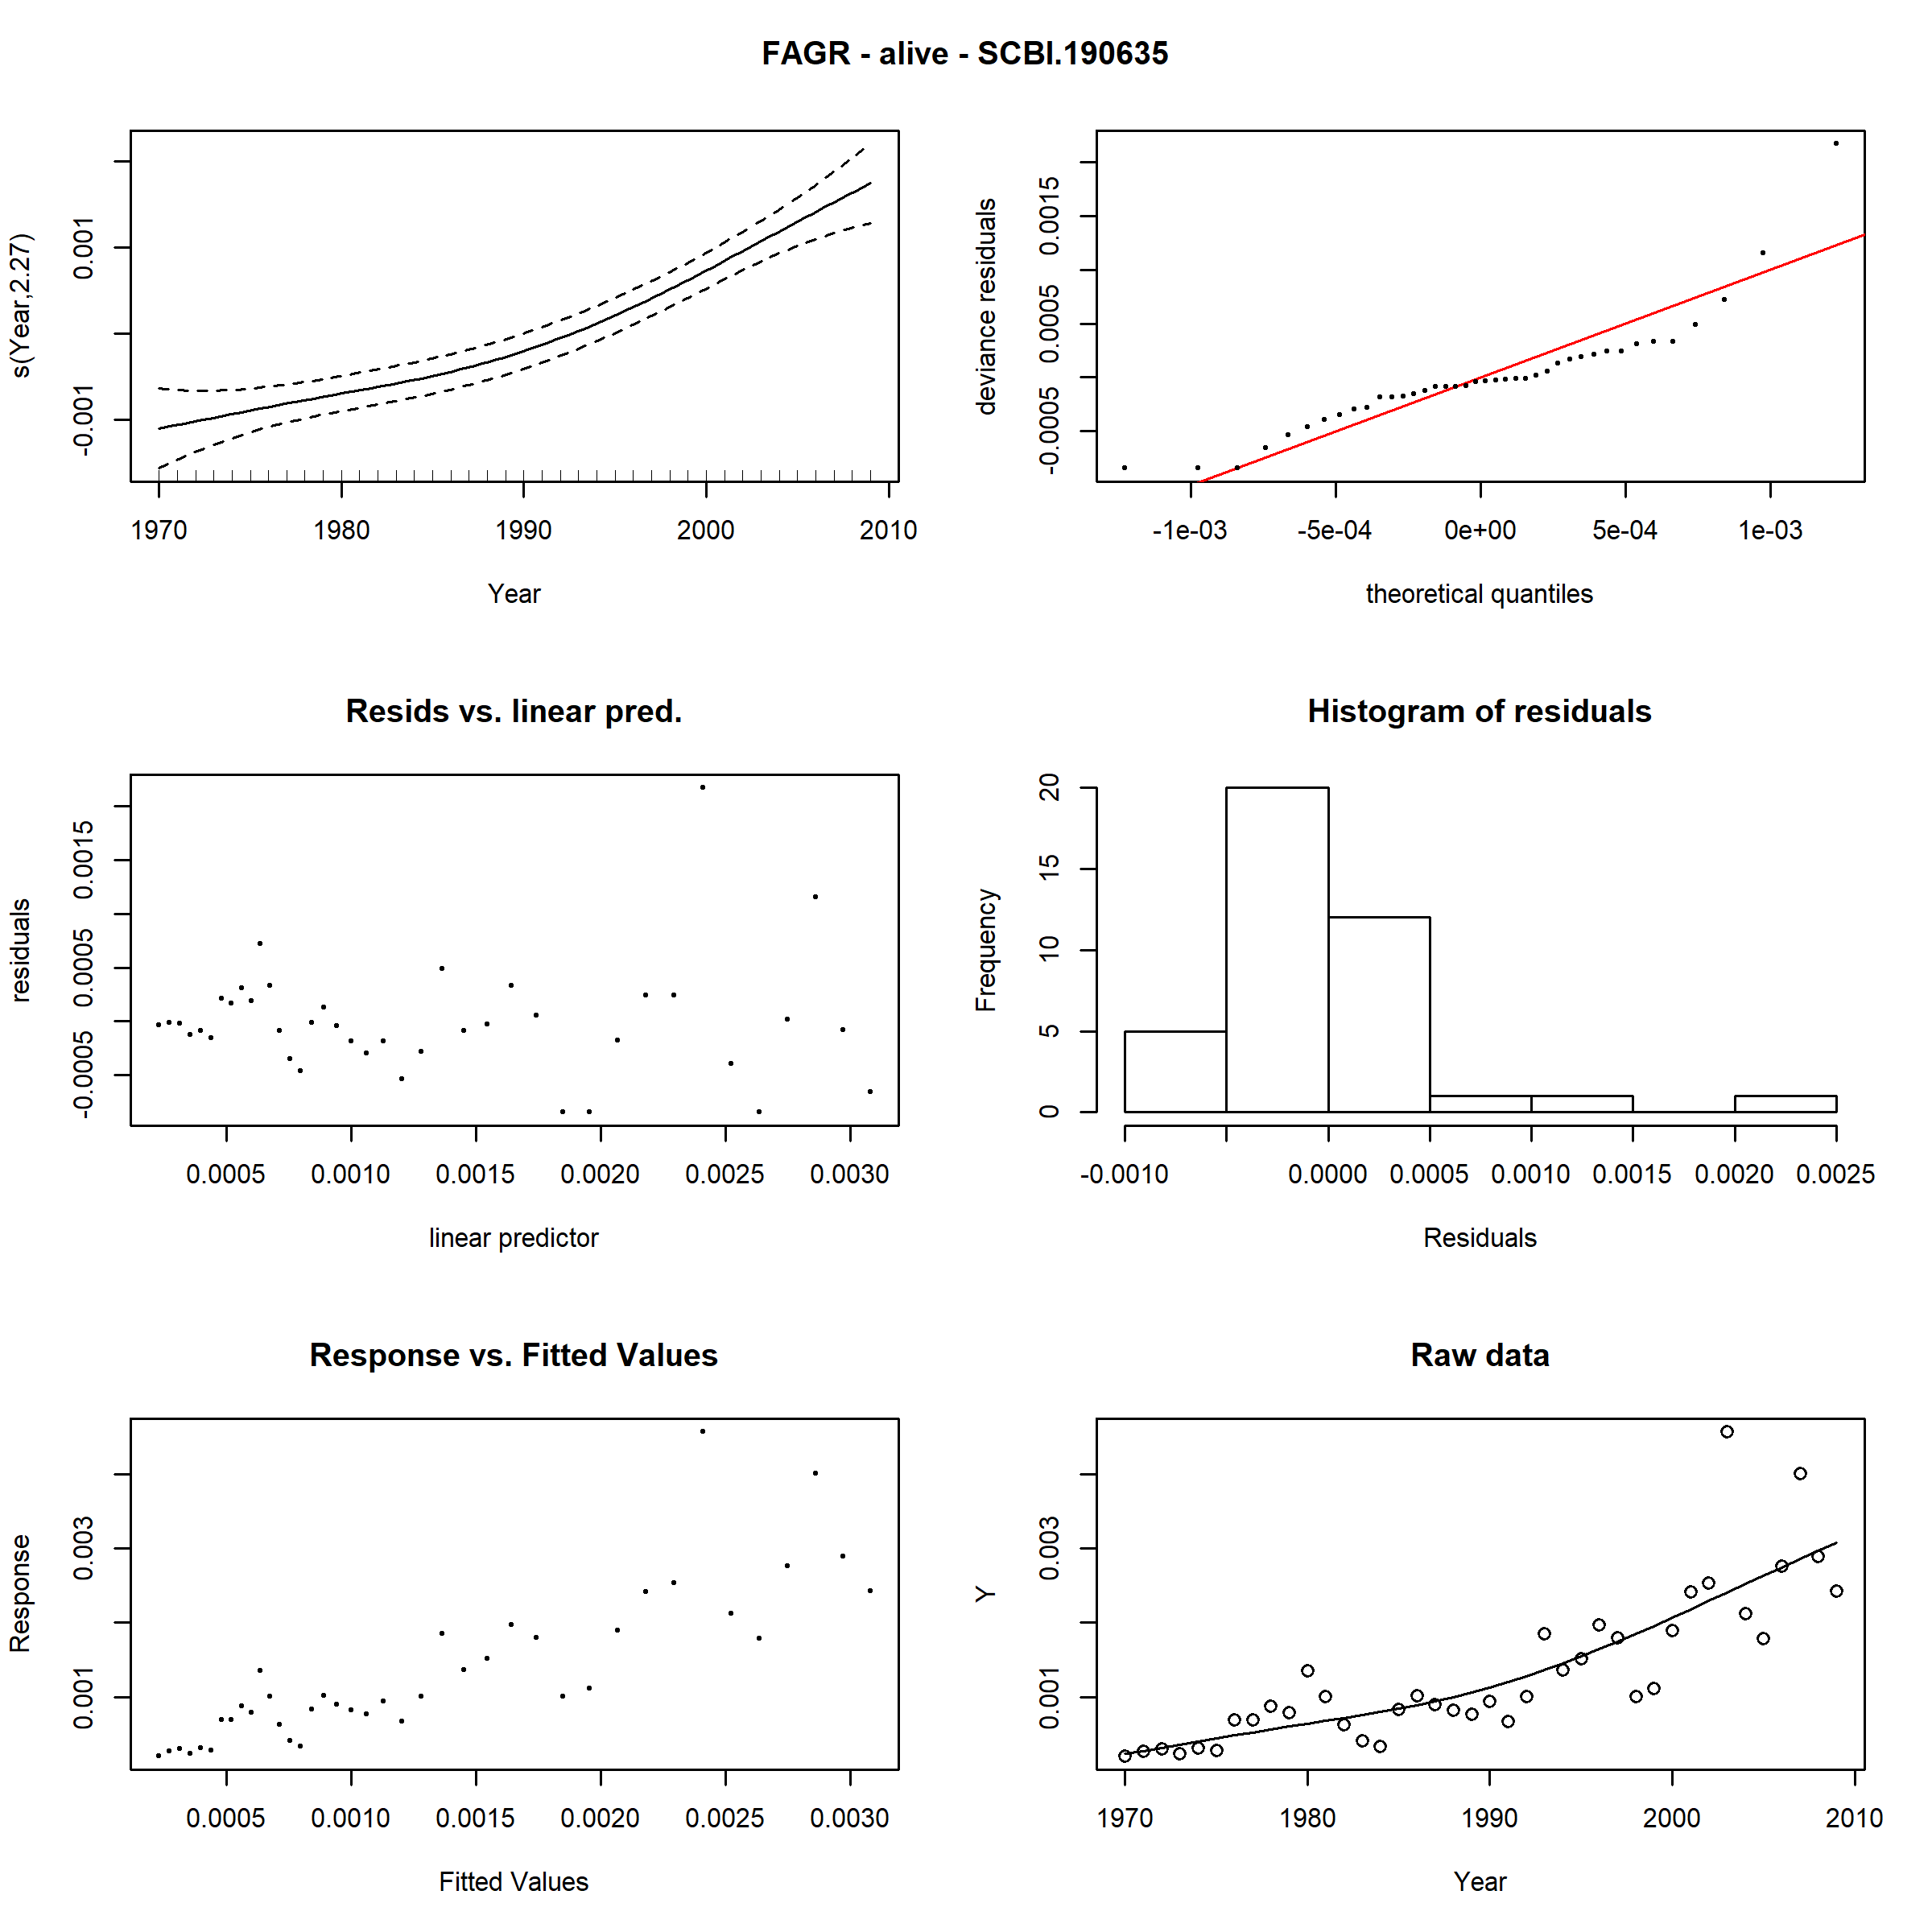 FAGR - alive - SCBI.190635
s(Year,2.27)
-0.001 0.001
1970 1980 1990 2000 2010
Year
deviance residuals
-0.0005 0.0005 0.0015
-1e-03 -5e-04 0e+00 5e-04 1e-03
theoretical quantiles
Resids vs. linear pred.
residuals
-0.0005 0.0005 0.0015
0.0005 0.0010 0.0015 0.0020 0.0025 0.0030
linear predictor
Histogram of residuals
Frequency
0 5 10 15 20
-0.0010 0.0000 0.0005 0.0010 0.0015 0.0020 0.0025
Residuals
Response vs. Fitted Values
Response
0.001 0.003
0.0005 0.0010 0.0015 0.0020 0.0025 0.0030
Fitted Values
Raw data
Y
0.001 0.003
1970 1980 1990 2000 2010
Year